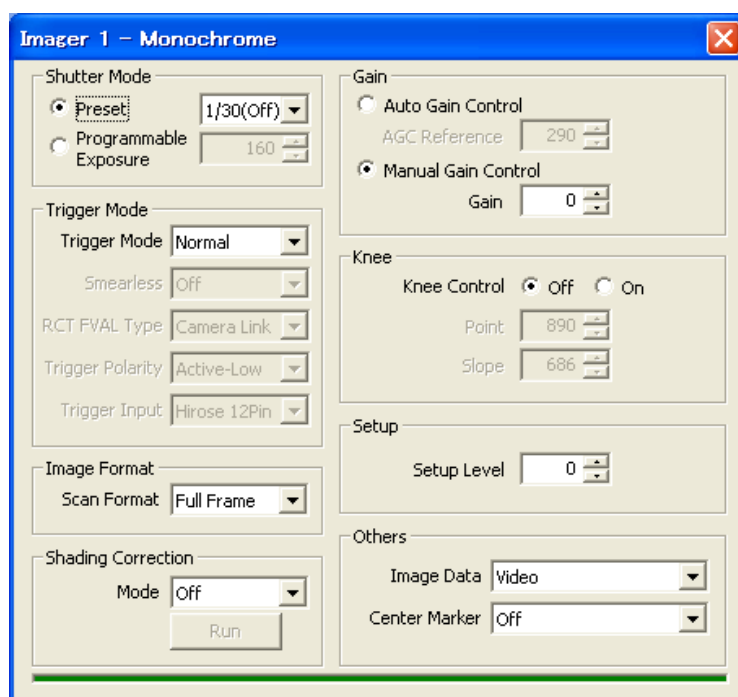 Imager 1 - Monochrome
Shutter Mode
Preset 1/30(Off)
Programmable
Exposure 160
Trigger Mode
Trigger Mode Normal
Smearless Off
RCT FVAL Type Camera Link
Trigger Polarity Active-Low
Trigger Input Hirose 12Pin
Image Format
Scan Format Full Frame
Shading Correction
Mode Off
Run
Gain
Auto Gain Control
AGC Reference 290
Manual Gain Control
Gain 0
Knee
Knee Control Off On
Point 890
Slope 686
Setup
Setup Level 0
Others
Image Data Video
Center Marker Off